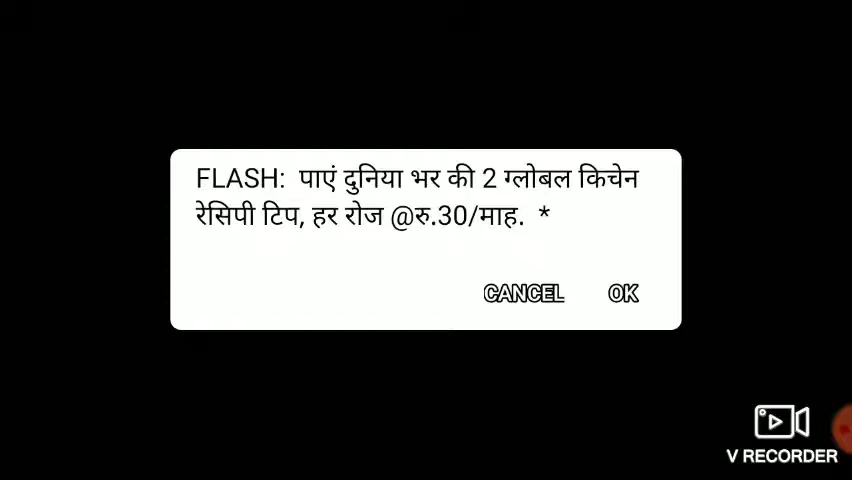 FLASH:  पाएं दुनिया भर की 2 ग्लोबल किचेन
रेसिपी टिप, हर रोज @रु.30/माह.  *
CANCEL OK
V RECORDER